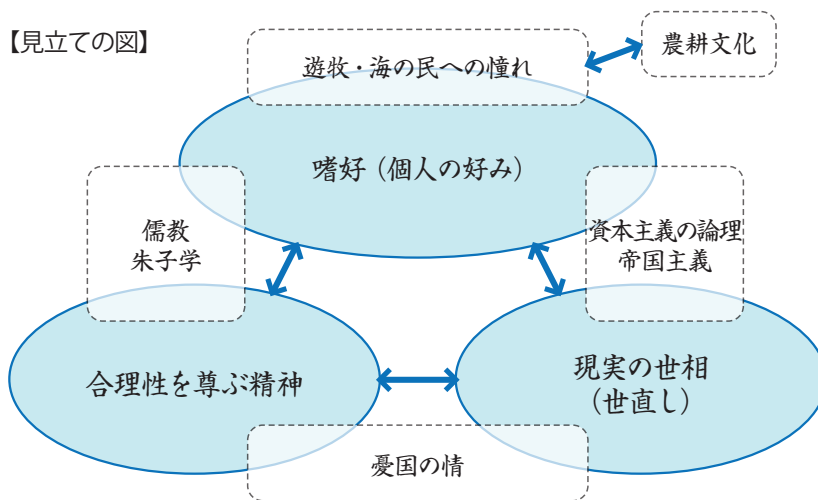 【見立ての図】
遊牧・海の民への憧れ
農耕文化
嗜好（個人の好み）
儒教
朱子学
資本主義の論理
帝国主義
合理性を尊ぶ精神
現実の世相
（世直し）
憂国の情